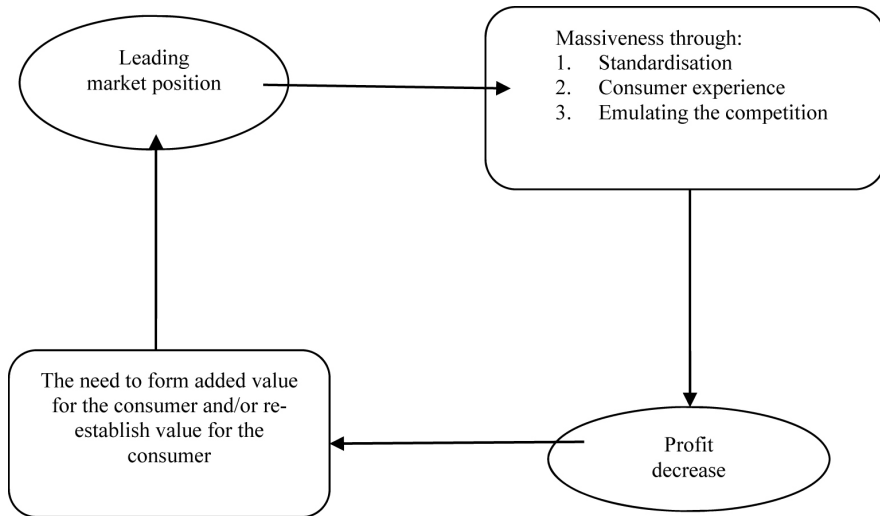 Leading
market position
Massiveness through:
1. Standardisation
2. Consumer experience
3. Emulating the competition
The need to form added value
for the consumer and/or re-
establish value for the
consumer
Profit
decrease